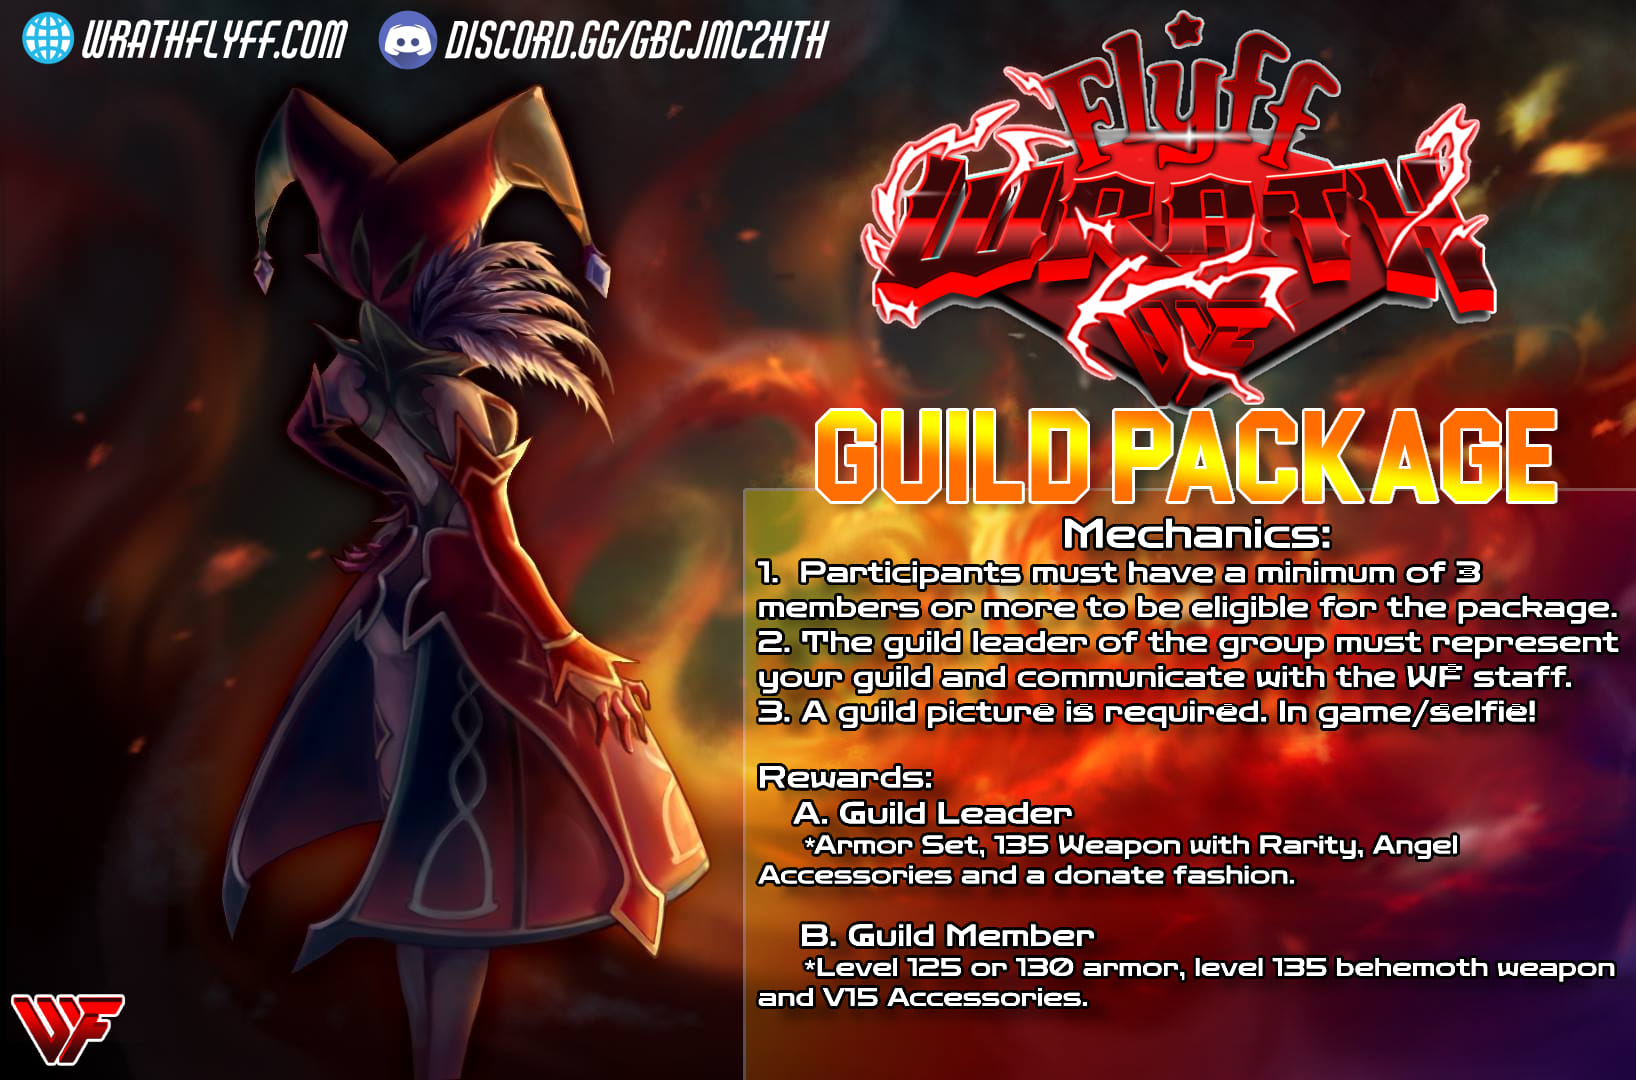 WRATHFLYFF.COM
DISCORD.GG/GBCJMC2HTH
Flyff
WRATH
WF
GUILD PACKAGE
Mechanics:
1. Participants must have a minimum of 3
members or more to be eligible for the package.
2. The guild leader of the group must represent
your guild and communicate with the WF staff.
3. A guild picture is required. In game/selfie!
Rewards:
A. Guild Leader
*Armor Set, 135 Weapon with Rarity, Angel
Accessories and a donate fashion.
B. Guild Member
*Level 125 or 130 armor, level 135 behemoth weapon
and V15 Accessories.
WF